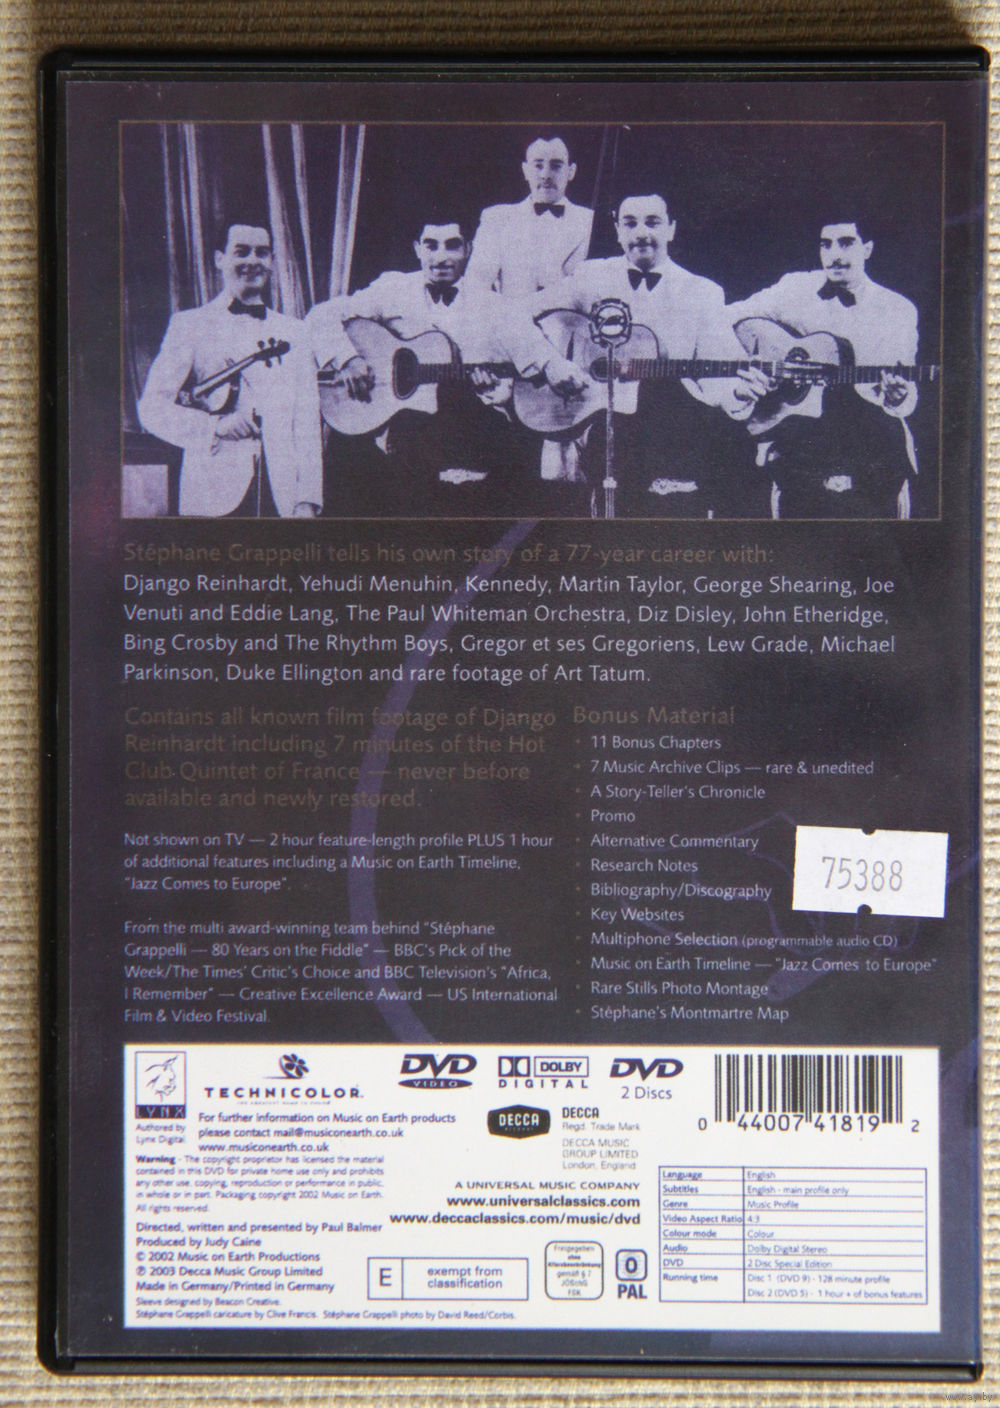 Stéphane Grappelli tells his own story of a 77-year career with:
Django Reinhardt, Yehudi Menuhin, Kennedy, Martin Taylor, George Shearing, Joe
Venuti and Eddie Lang, The Paul Whiteman Orchestra, Diz Disley, John Etheridge,
Bing Crosby and The Rhythm Boys, Gregor et ses Gregoriens, Lew Grade, Michael
Parkinson, Duke Ellington and rare footage of Art Tatum.
Contains all known film footage of Django
Reinhardt including 7 minutes of the Hot
Club Quintet of France — never before
available and newly restored.
Not shown on TV — 2 hour feature-length profile PLUS 1 hour
of additional features including a Music on Earth Timeline,
"Jazz Comes to Europe".
From the multi award-winning team behind "Stéphane
Grappelli — 80 Years on the Fiddle" — BBC's Pick of the
Week/The Times' Critic's Choice and BBC Television's "Africa,
I Remember" — Creative Excellence Award — US International
Film & Video Festival.
Bonus Material
• 11 Bonus Chapters
• 7 Music Archive Clips — rare & unedited
• A Story-Teller's Chronicle
• Promo
• Alternative Commentary
• Research Notes
• Bibliography/Discography
• Key Websites
• Multiphone Selection (programmable audio CD)
• Music on Earth Timeline — "Jazz Comes to Europe"
• Rare Stills Photo Montage
• Stéphane's Montmartre Map
75388
LYNX
Authored by
Lynx Digital
TECHNICOLOR
DVD
VIDEO
DOLBY
DIGITAL
DVD
2 Discs
0 44007 41819 2
For further information on Music on Earth products
please contact mail@musiconearth.co.uk
www.musiconearth.co.uk
DECCA
DECCA
Regd. Trade Mark
DECCA MUSIC
GROUP LIMITED
London, England
Warning - The copyright proprietor has licensed the material
contained in this DVD for private home use only and prohibits
any other use, copying, reproduction or performance in public,
in whole or in part. Packaging copyright 2002 Music on Earth.
All rights reserved.
A UNIVERSAL MUSIC COMPANY
www.universalclassics.com
www.deccaclassics.com/music/dvd
Directed, written and presented by Paul Balmer
Produced by Judy Caine
© 2002 Music on Earth Productions
℗ 2003 Decca Music Group Limited
Made in Germany/Printed in Germany
Sleeve designed by Beacon Creative.
Stéphane Grappelli caricature by Clive Francis. Stéphane Grappelli photo by David Reed/Corbis.
E exempt from
classification
Freigegeben
ohne
Altersbeschränkung
gemäß § 7
JÖSchG
FSK
0
PAL
Language English
Subtitles English - main profile only
Genre Music Profile
Video Aspect Ratio 4:3
Colour mode Colour
Audio Dolby Digital Stereo
DVD 2 Disc Special Edition
Running time Disc 1 (DVD 9) - 128 minute profile
Disc 2 (DVD 5) - 1 hour + of bonus features
www.ay.by